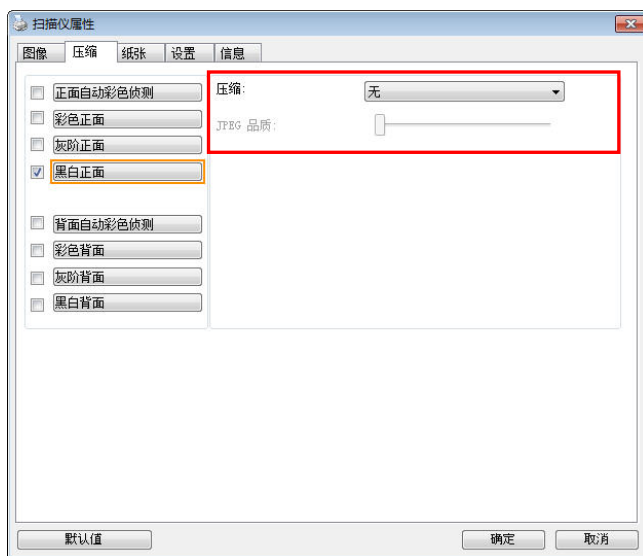 扫描仪属性
图像 压缩 纸张 设置 信息
正面自动彩色侦测
彩色正面
灰阶正面
黑白正面
背面自动彩色侦测
彩色背面
灰阶背面
黑白背面
压缩: 无
JPEG 品质:
默认值 确定 取消